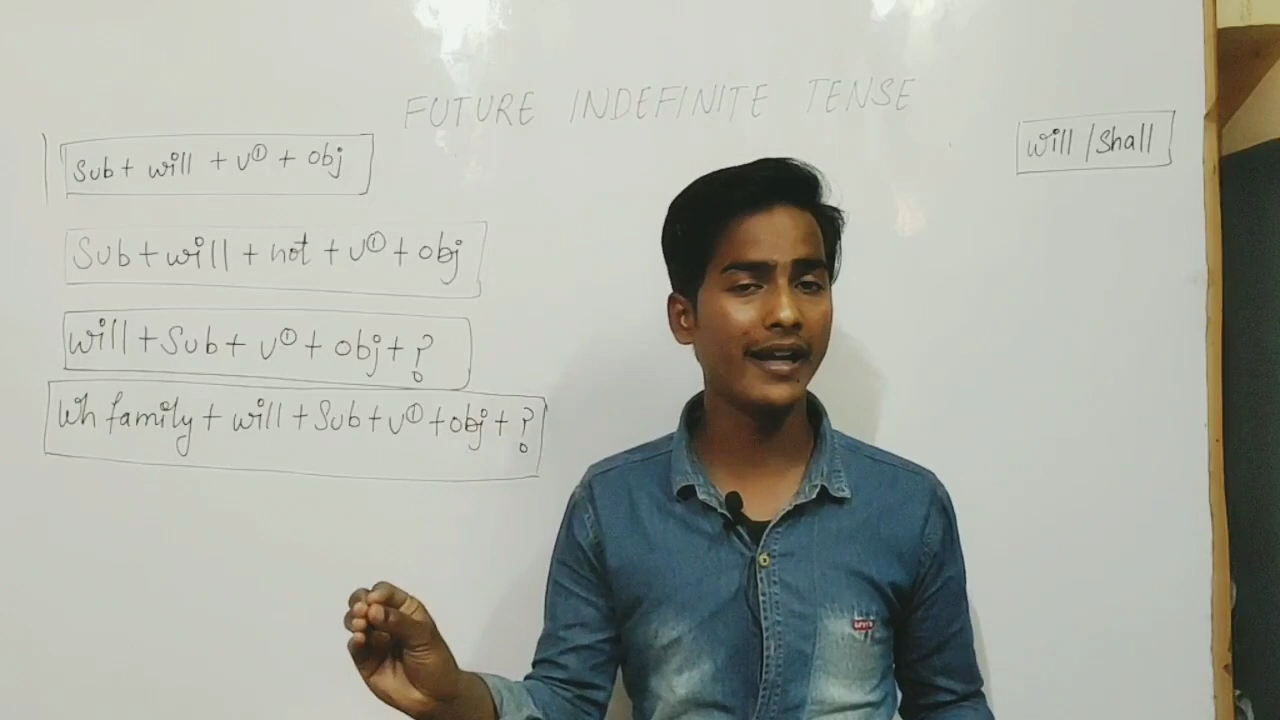 FUTURE INDEFINITE TENSE
will / Shall
Sub + will + v① + obj
Sub + will + not + v① + obj
will + Sub + v① + obj + ?
Wh family + will + Sub + v① + obj + ?
Levi's